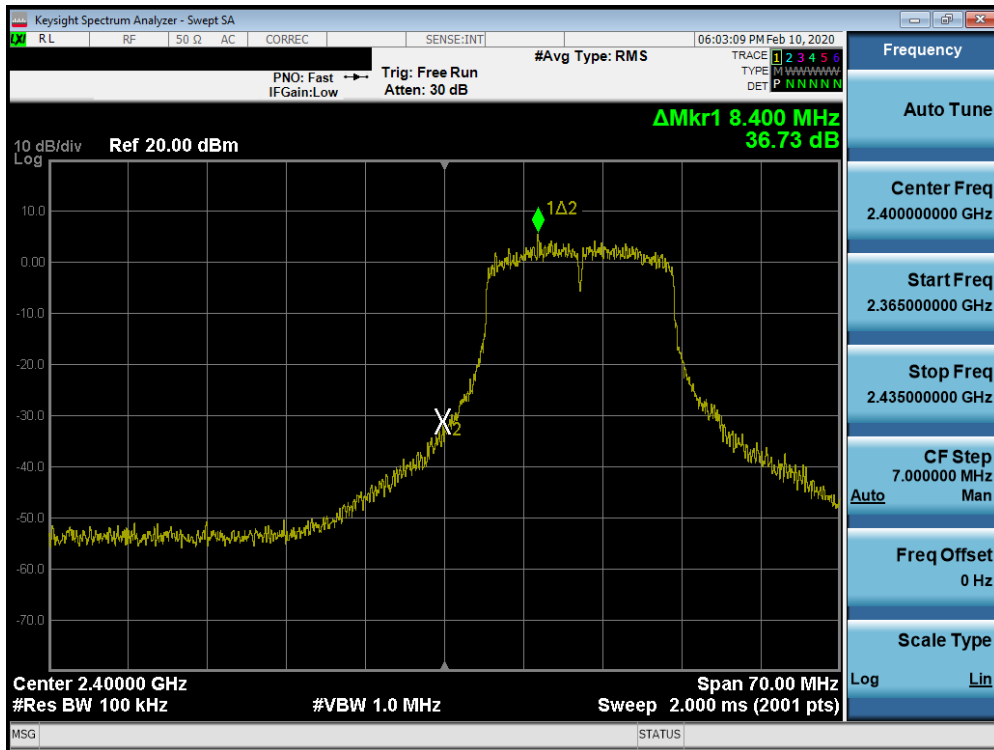 Keysight Spectrum Analyzer - Swept SA
LXI RL RF 50 Ω AC CORREC SENSE:INT 06:03:09 PM Feb 10, 2020
#Avg Type: RMS TRACE 1 2 3 4 5 6
PNO: Fast Trig: Free Run TYPE M W W W W W
IFGain:Low Atten: 30 dB DET P N N N N N
ΔMkr1 8.400 MHz
36.73 dB
10 dB/div Ref 20.00 dBm
Log
10.0
0.00
-10.0
-20.0
-30.0
-40.0
-50.0
-60.0
-70.0
1Δ2
X2
Center 2.40000 GHz Span 70.00 MHz
#Res BW 100 kHz #VBW 1.0 MHz Sweep 2.000 ms (2001 pts)
MSG STATUS
Frequency
Auto Tune
Center Freq
2.400000000 GHz
Start Freq
2.365000000 GHz
Stop Freq
2.435000000 GHz
CF Step
7.000000 MHz
Auto Man
Freq Offset
0 Hz
Scale Type
Log Lin